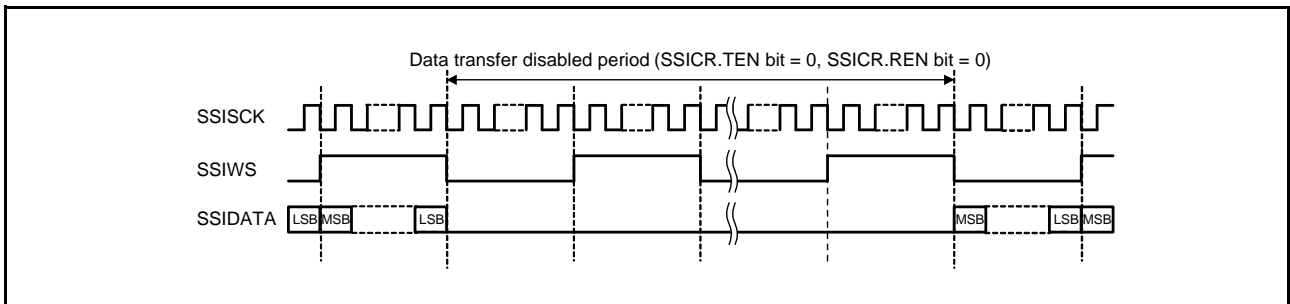 Data transfer disabled period (SSICR.TEN bit = 0, SSICR.REN bit = 0)
SSISCK
SSIWS
SSIDATA LSB MSB LSB MSB LSB MSB